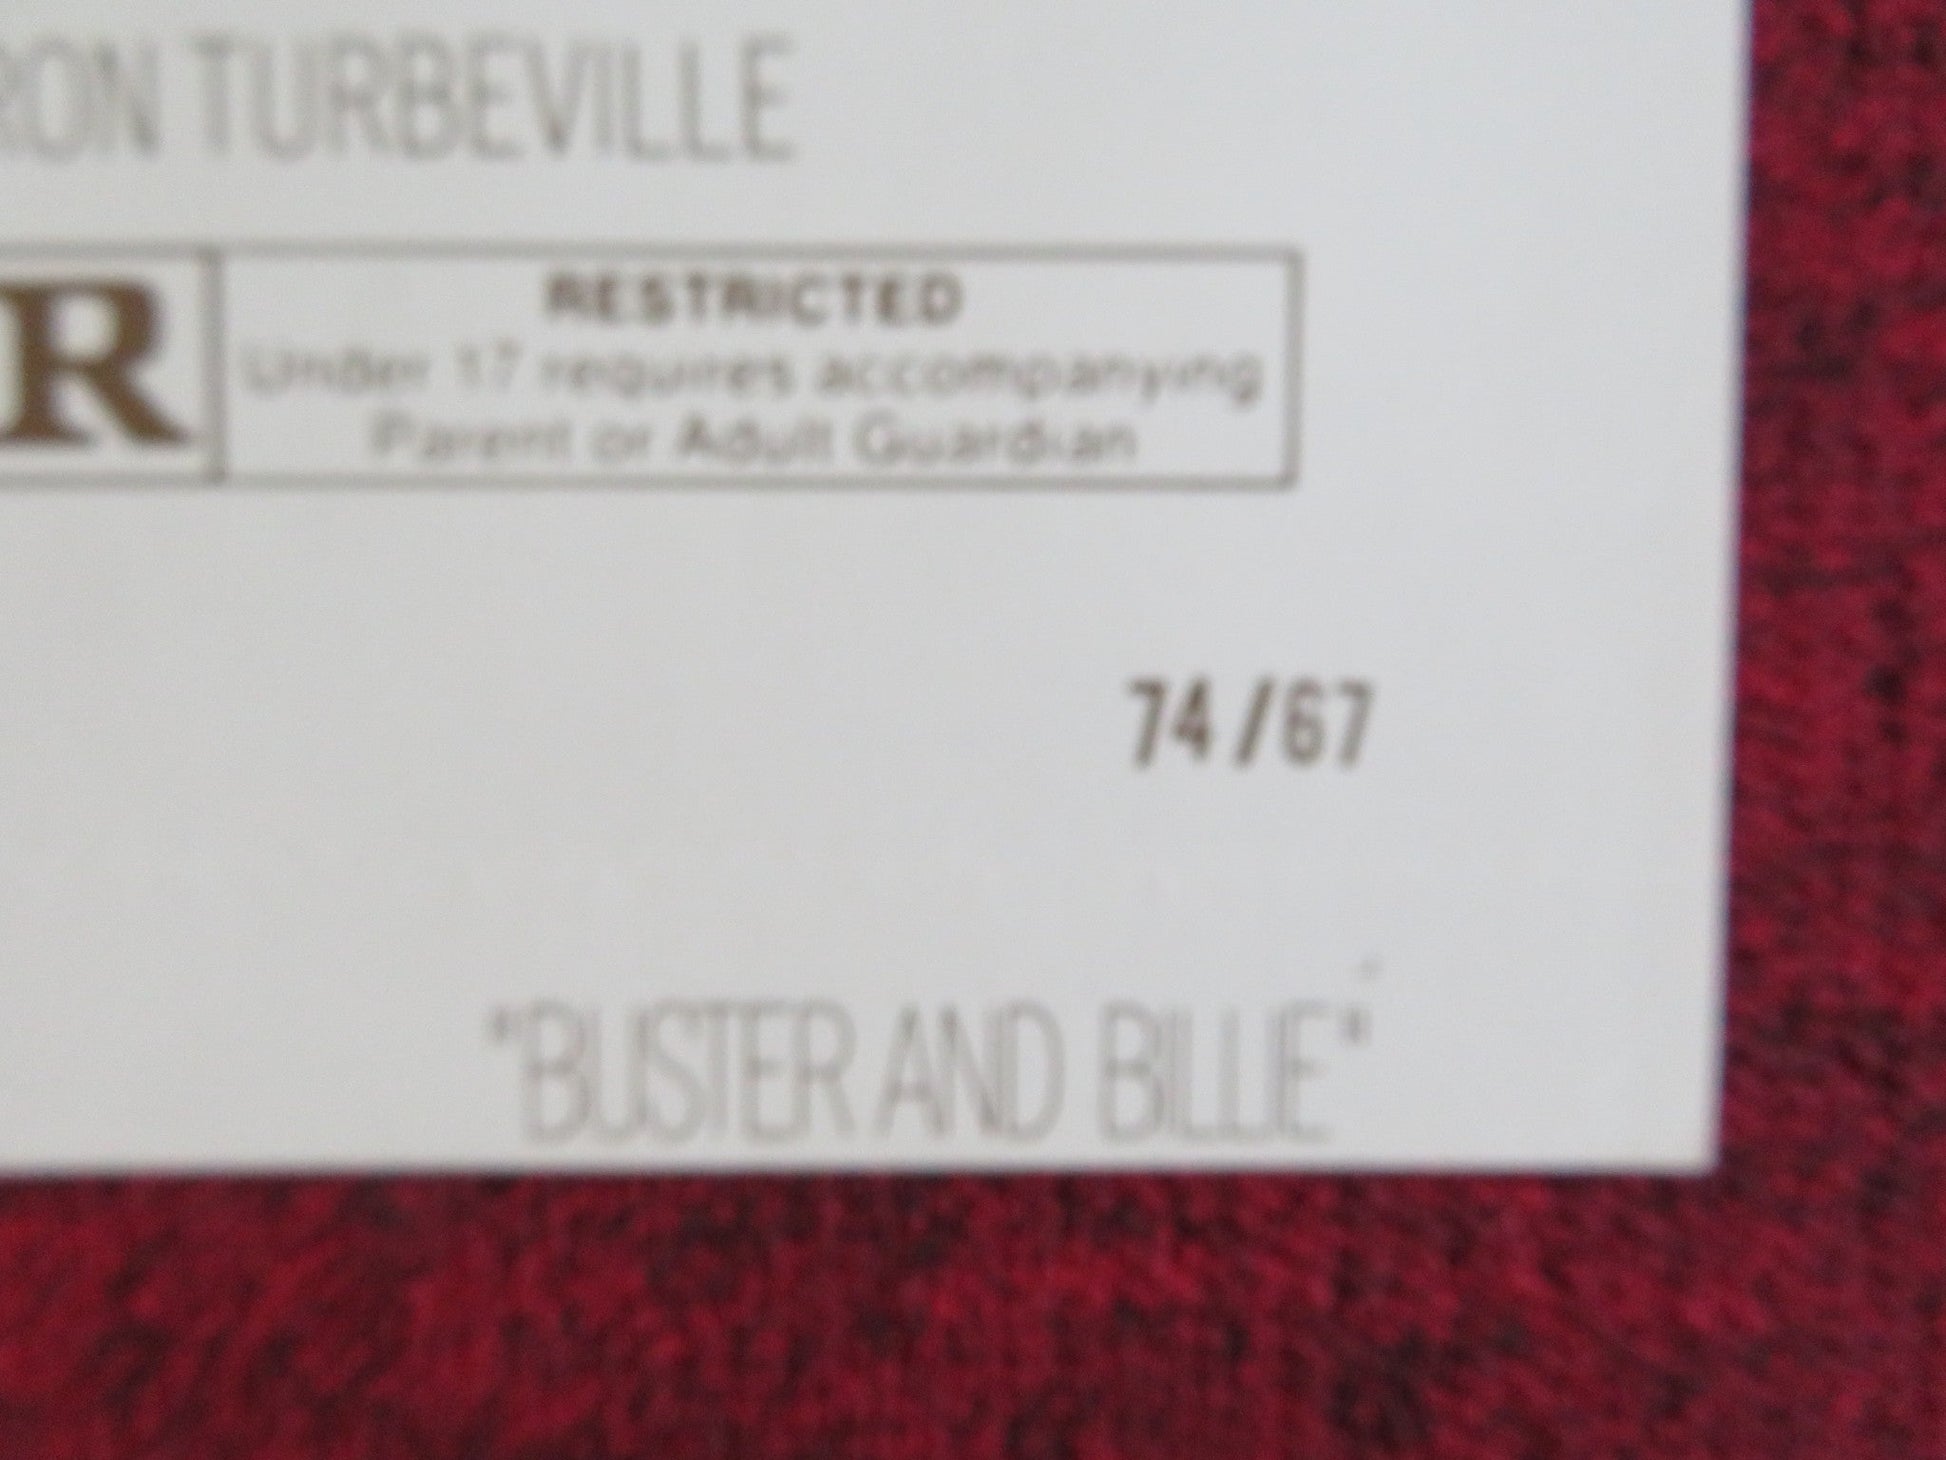 RON TURBEVILLE
R
RESTRICTED
Under 17 requires accompanying
Parent or Adult Guardian
74/67
"BUSTER AND BILLIE"